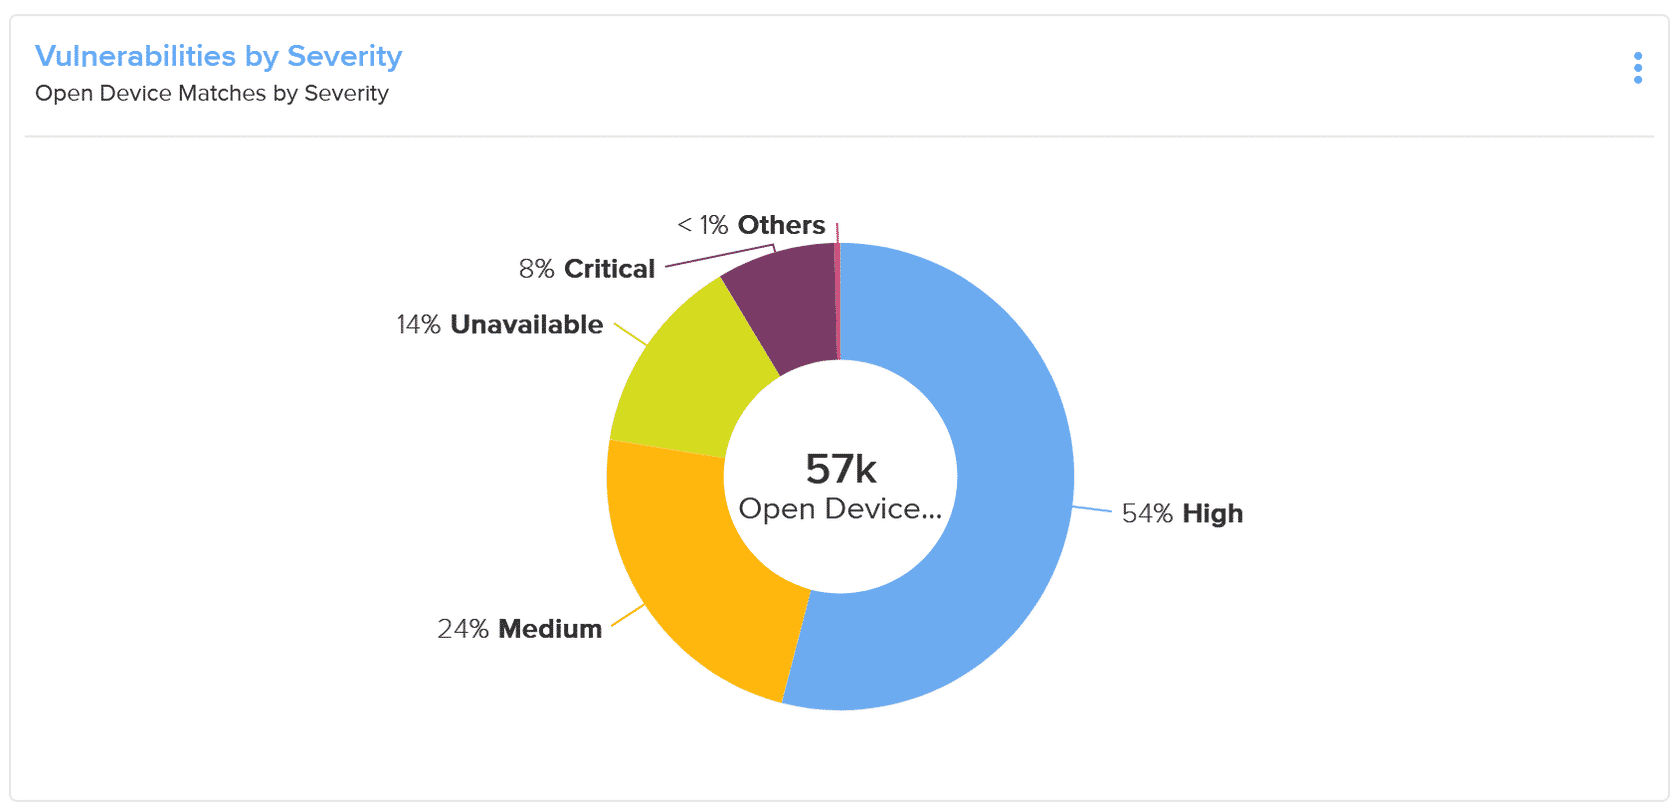 Vulnerabilities by Severity
Open Device Matches by Severity
< 1% Others
8% Critical
14% Unavailable
57k
Open Device...
54% High
24% Medium